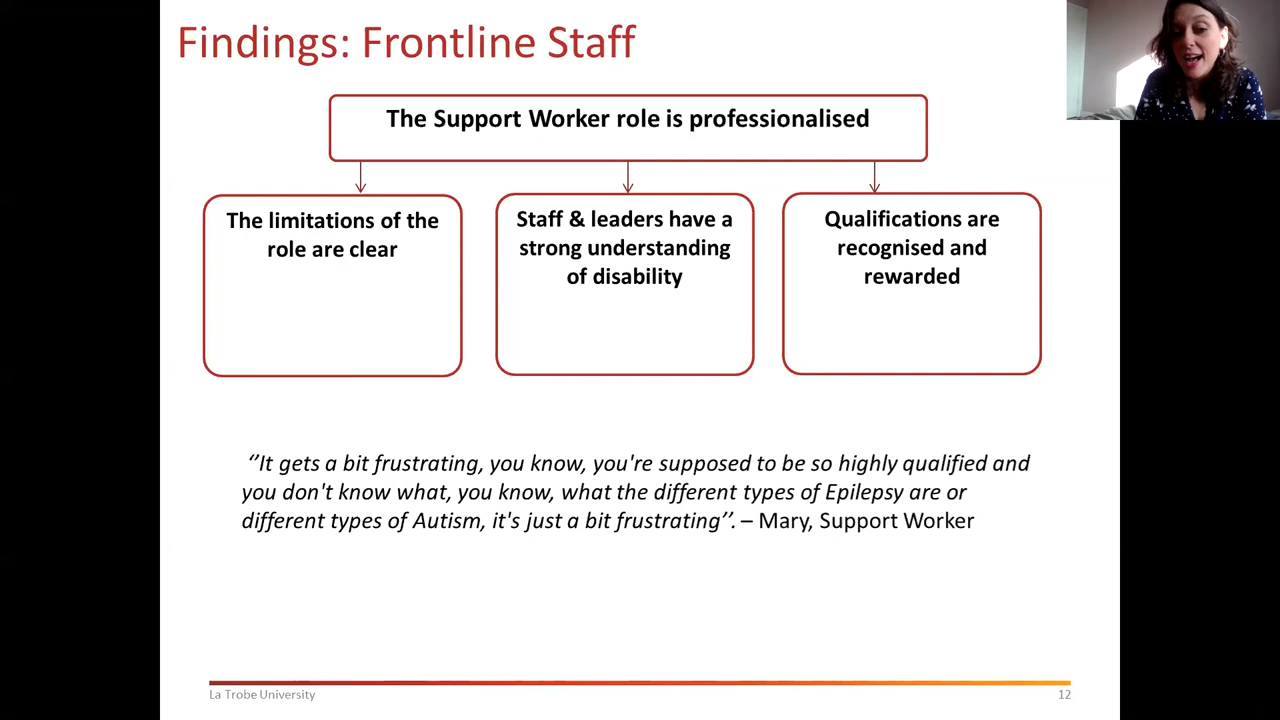 Findings: Frontline Staff
The Support Worker role is professionalised
The limitations of the
role are clear
Staff & leaders have a
strong understanding
of disability
Qualifications are
recognised and
rewarded
‘’It gets a bit frustrating, you know, you're supposed to be so highly qualified and
you don't know what, you know, what the different types of Epilepsy are or
different types of Autism, it's just a bit frustrating’’. – Mary, Support Worker
La Trobe University
12